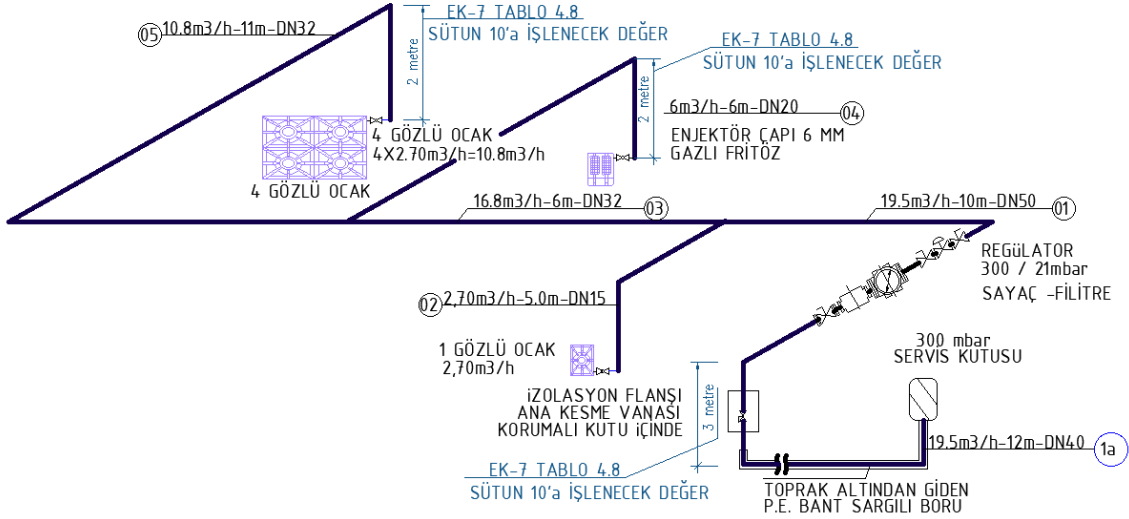 05
10.8m3/h-11m-DN32
EK-7 TABLO 4.8
SÜTUN 10'a İŞLENECEK DEĞER
2 metre
EK-7 TABLO 4.8
SÜTUN 10'a İŞLENECEK DEĞER
2 metre
6m3/h-6m-DN20
04
ENJEKTÖR ÇAPI 6 MM
GAZLI FRİTÖZ
4 GÖZLÜ OCAK
4X2.70m3/h=10.8m3/h
4 GÖZLÜ OCAK
16.8m3/h-6m-DN32
03
19.5m3/h-10m-DN50
01
REGüLATOR
300 / 21mbar
SAYAÇ -FİLİTRE
02
2,70m3/h-5.0m-DN15
1 GÖZLÜ OCAK
2,70m3/h
300 mbar
SERVİS KUTUSU
iZOLASYON FLANŞI
ANA KESME VANASI
KORUMALI KUTU iÇİNDE
3 metre
19.5m3/h-12m-DN40
1a
EK-7 TABLO 4.8
SÜTUN 10'a İŞLENECEK DEĞER
TOPRAK ALTINDAN GİDEN
P.E. BANT SARGILI BORU